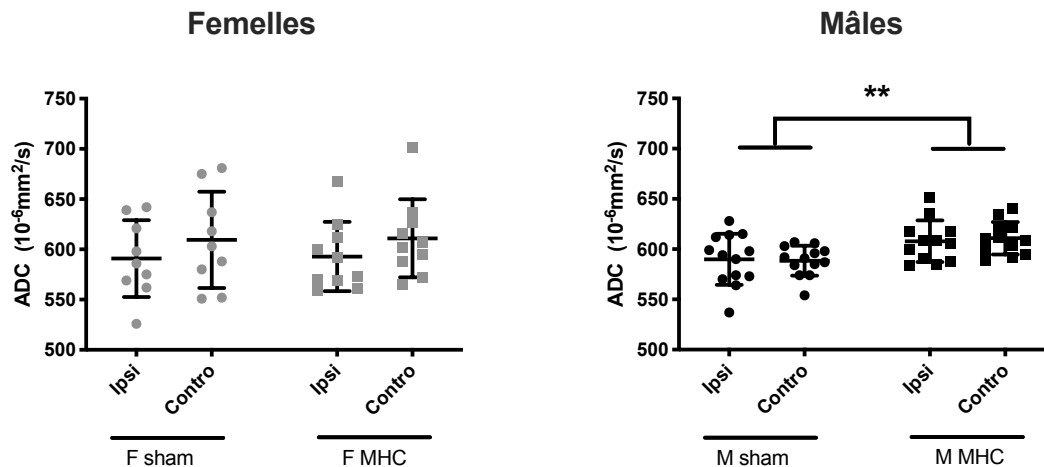 Femelles
ADC (10⁻⁶mm²/s)
750
700
650
600
550
500
Ipsi
Contro
Ipsi
Contro
F sham
F MHC
Mâles
ADC (10⁻⁶mm²/s)
750
700
650
600
550
500
**
Ipsi
Contro
Ipsi
Contro
M sham
M MHC